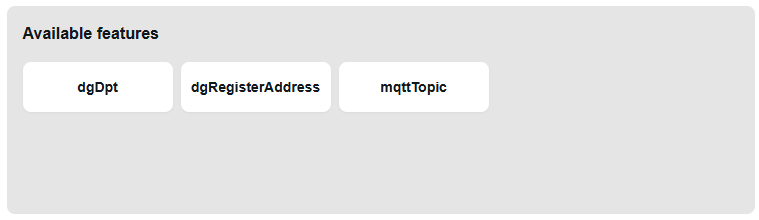 Available features
dgDpt
dgRegisterAddress
mqttTopic